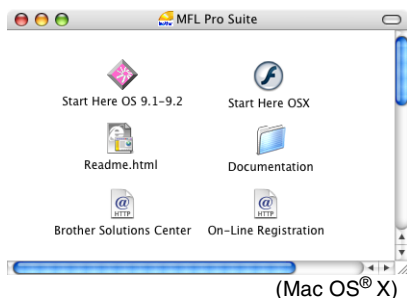 MFL Pro Suite
Start Here OS 9.1-9.2
Start Here OSX
Readme.html
Documentation
@
HTTP
@
HTTP
Brother Solutions Center
On-Line Registration
(Mac OS® X)